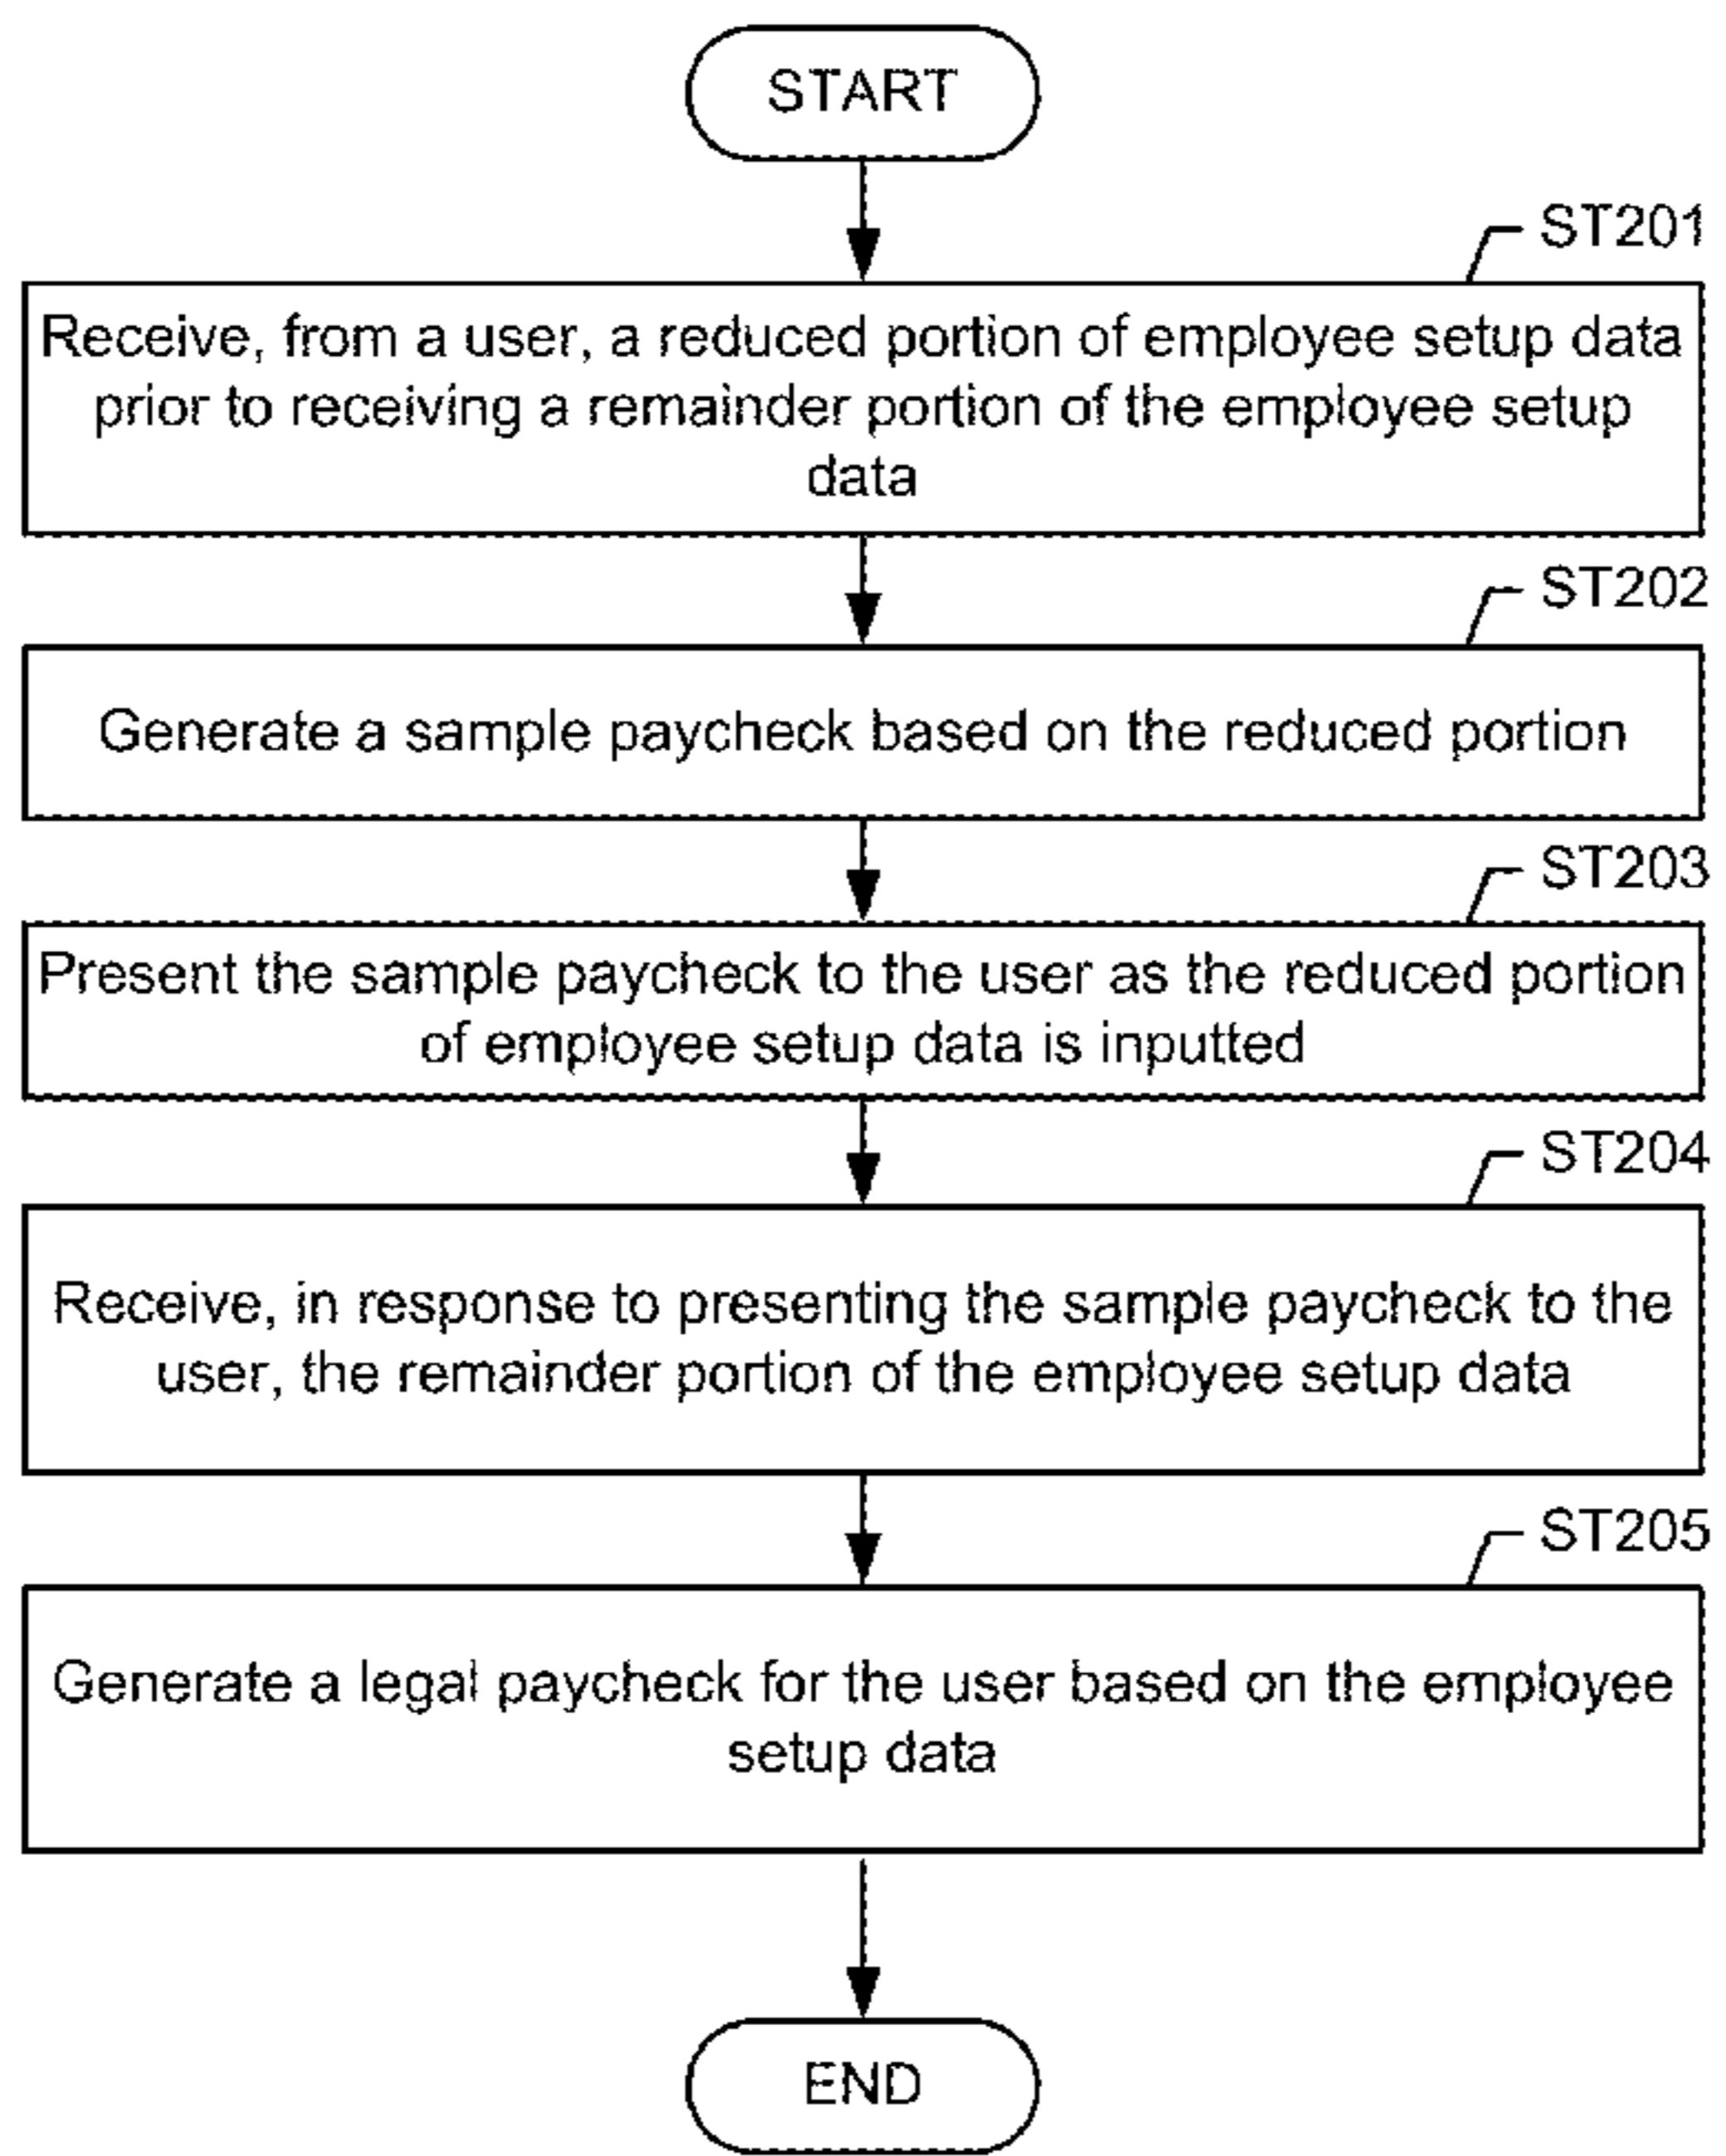 START
ST201
Receive, from a user, a reduced portion of employee setup data
prior to receiving a remainder portion of the employee setup
data
ST202
Generate a sample paycheck based on the reduced portion
ST203
Present the sample paycheck to the user as the reduced portion
of employee setup data is inputted
ST204
Receive, in response to presenting the sample paycheck to the
user, the remainder portion of the employee setup data
ST205
Generate a legal paycheck for the user based on the employee
setup data
END